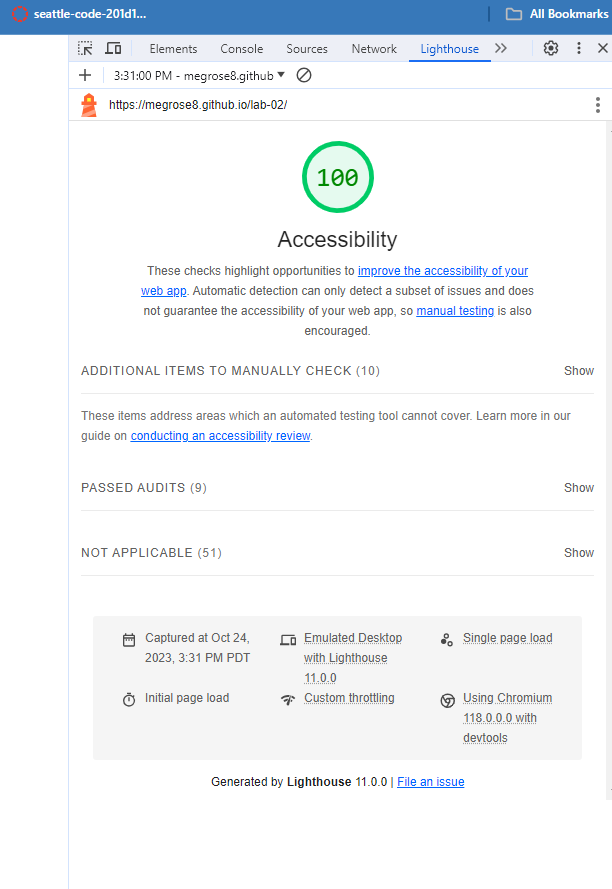 seattle-code-201d1...
All Bookmarks
Elements Console Sources Network Lighthouse
3:31:00 PM - megrose8.github
https://megrose8.github.io/lab-02/
100
Accessibility
These checks highlight opportunities to improve the accessibility of your
web app. Automatic detection can only detect a subset of issues and does
not guarantee the accessibility of your web app, so manual testing is also
encouraged.
ADDITIONAL ITEMS TO MANUALLY CHECK (10) Show
These items address areas which an automated testing tool cannot cover. Learn more in our
guide on conducting an accessibility review.
PASSED AUDITS (9) Show
NOT APPLICABLE (51) Show
Captured at Oct 24,
2023, 3:31 PM PDT
Emulated Desktop
with Lighthouse
11.0.0
Single page load
Initial page load
Custom throttling
Using Chromium
118.0.0.0 with
devtools
Generated by Lighthouse 11.0.0 | File an issue